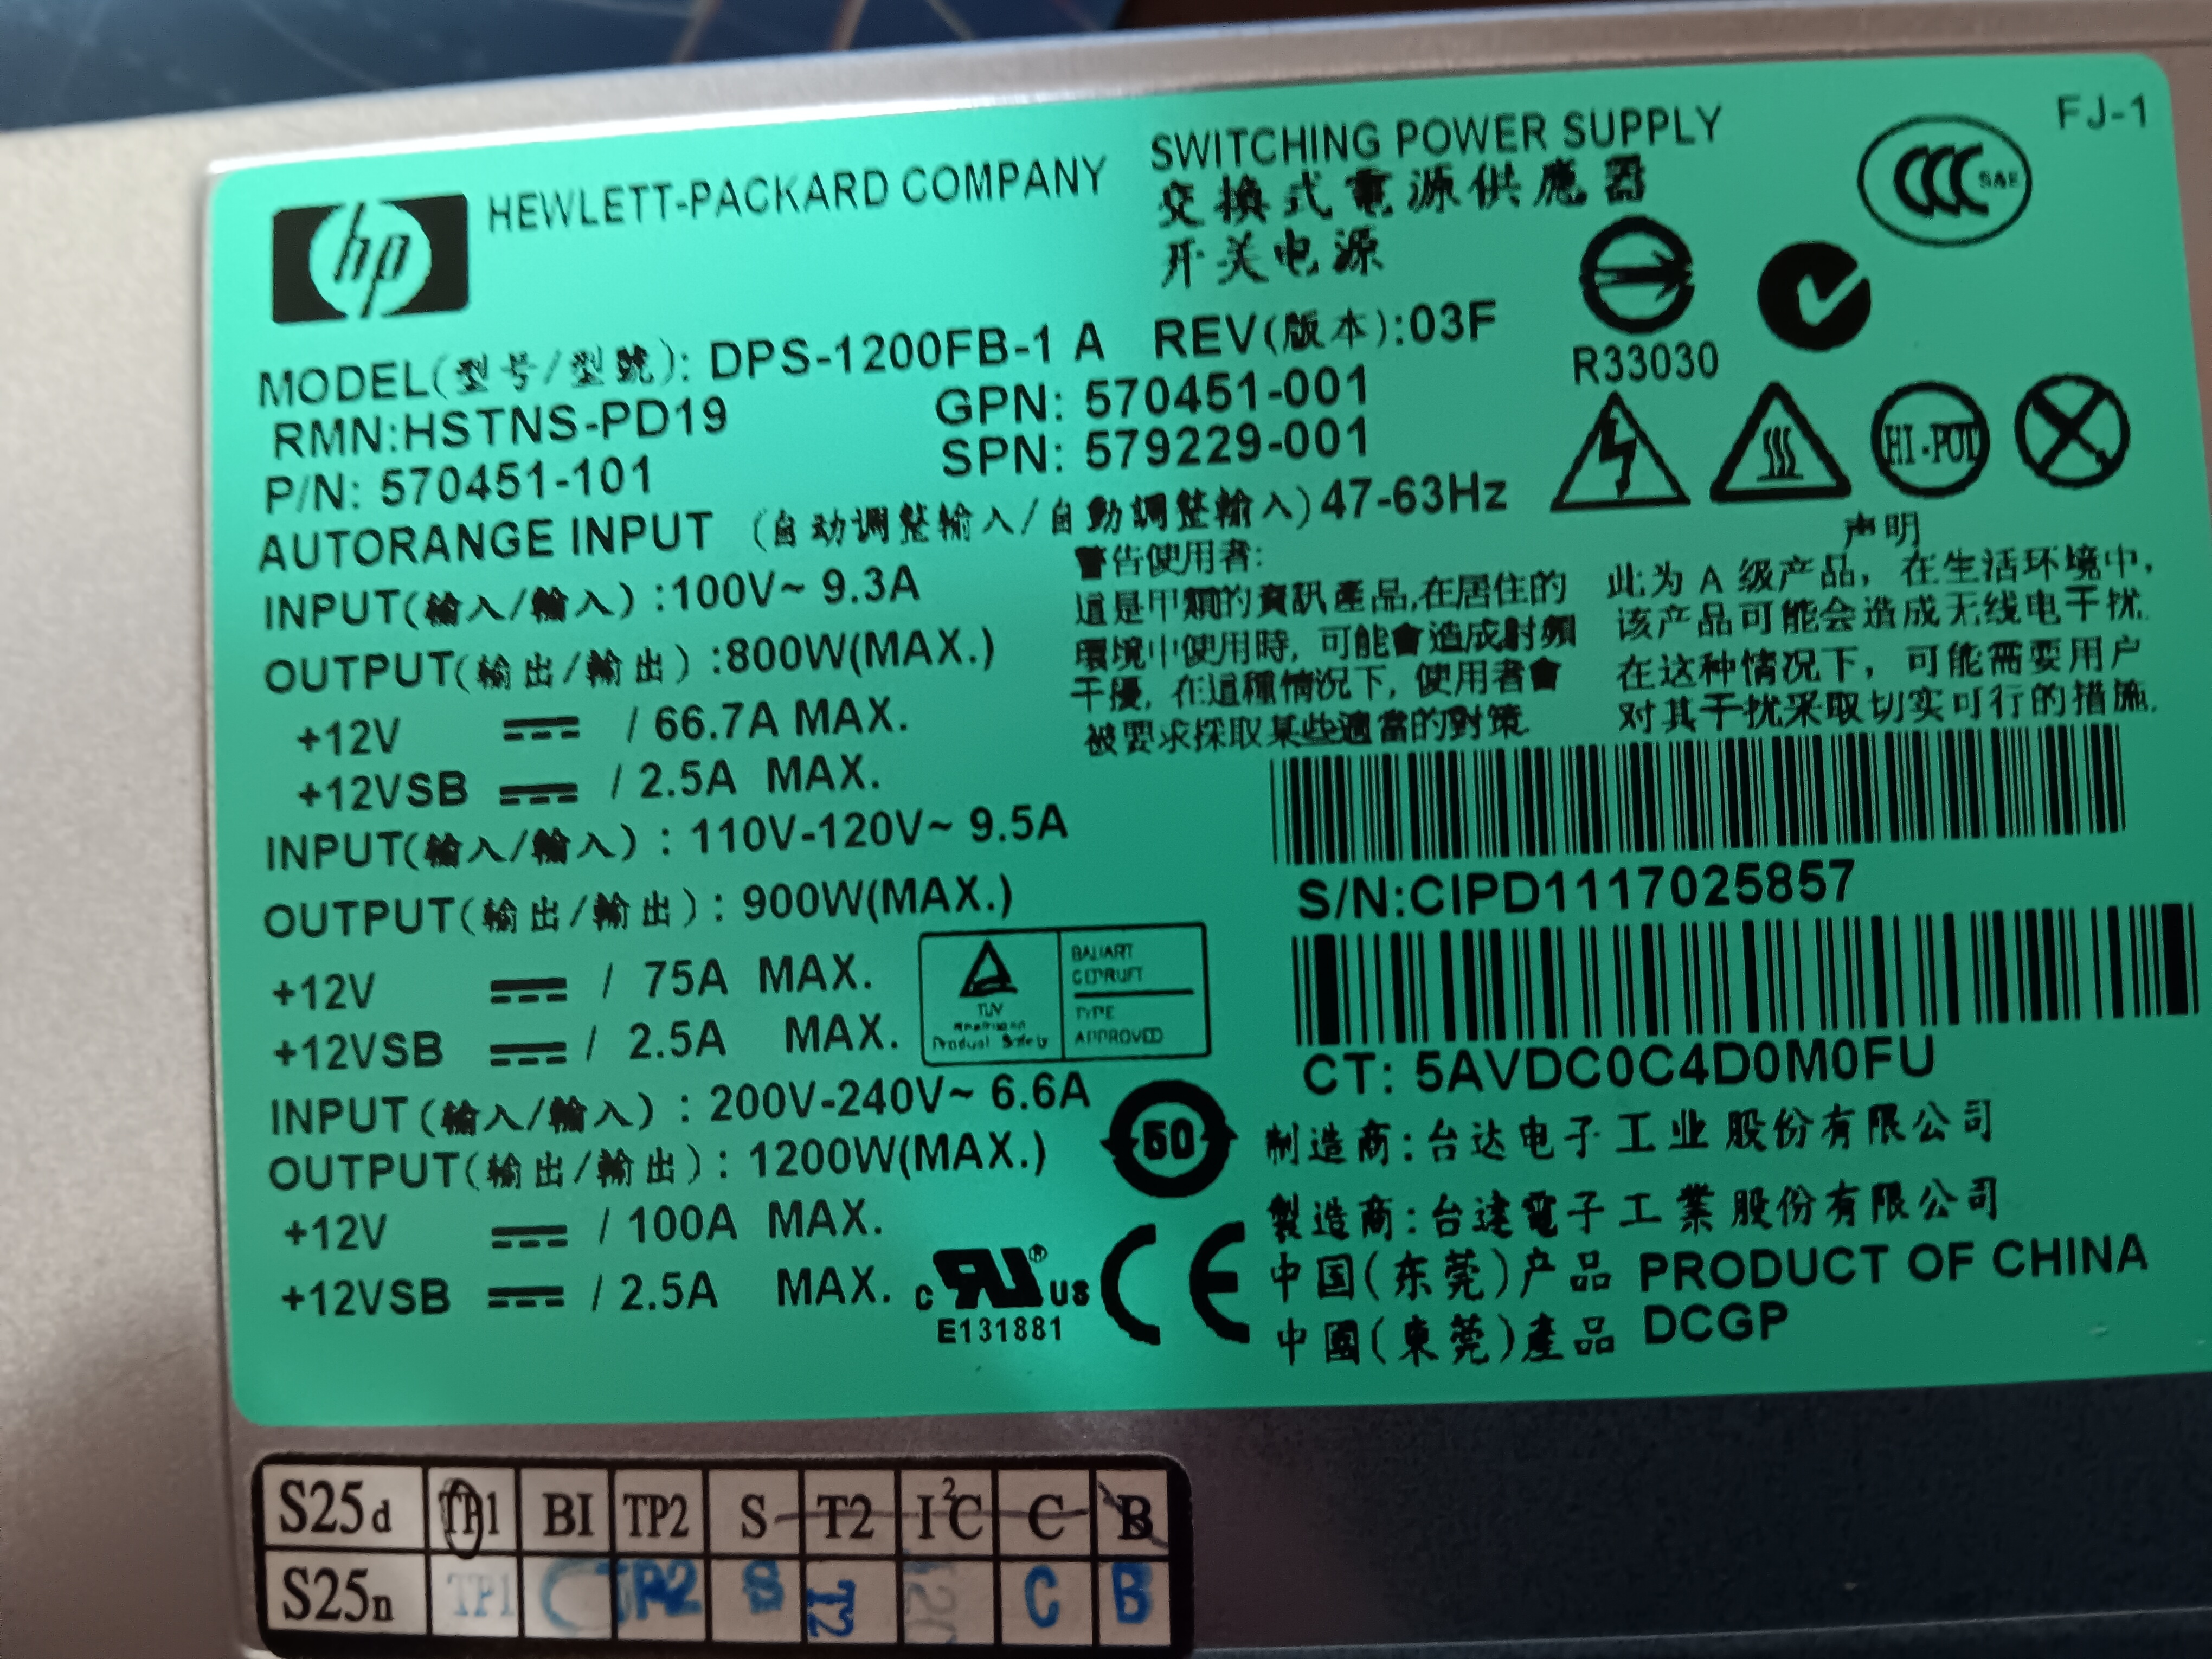 FJ-1
hp HEWLETT-PACKARD COMPANY
SWITCHING POWER SUPPLY
交換式電源供應器
开关电源
CCC S&E
MODEL(型号/型號): DPS-1200FB-1 A REV(版本):03F
R33030
RMN:HSTNS-PD19 GPN: 570451-001
P/N: 570451-101 SPN: 579229-001
HI-POT
AUTORANGE INPUT (自动调整输入/自動調整輸入) 47-63Hz
INPUT(输入/輸入) :100V~ 9.3A
OUTPUT(输出/輸出) :800W(MAX.)
+12V / 66.7A MAX.
+12VSB / 2.5A MAX.
INPUT(输入/輸入) : 110V-120V~ 9.5A
OUTPUT(输出/輸出) : 900W(MAX.)
+12V / 75A MAX.
+12VSB / 2.5A MAX.
INPUT(输入/輸入) : 200V-240V~ 6.6A
OUTPUT(输出/輸出) : 1200W(MAX.)
+12V / 100A MAX.
+12VSB / 2.5A MAX.
警告使用者:
這是甲類的資訊產品,在居住的
環境中使用時, 可能會造成射頻
干擾, 在這種情況下, 使用者會
被要求採取某些適當的對策.
声明
此为 A 级产品, 在生活环境中,
该产品可能会造成无线电干扰.
在这种情况下, 可能需要用户
对其干扰采取切实可行的措施.
S/N:CIPD1117025857
CT: 5AVDC0C4D0M0FU
TUV
Product Safety
BAUART
GEPRUFT
TYPE
APPROVED
50
c RU ® us
E131881
CE
制造商:台达电子工业股份有限公司
製造商:台達電子工業股份有限公司
中国(东莞)产品 PRODUCT OF CHINA
中國(東莞)產品 DCGP
S25d TP1 BI TP2 S T2 I²C C B
S25n TP1 TP2 S T2 C B